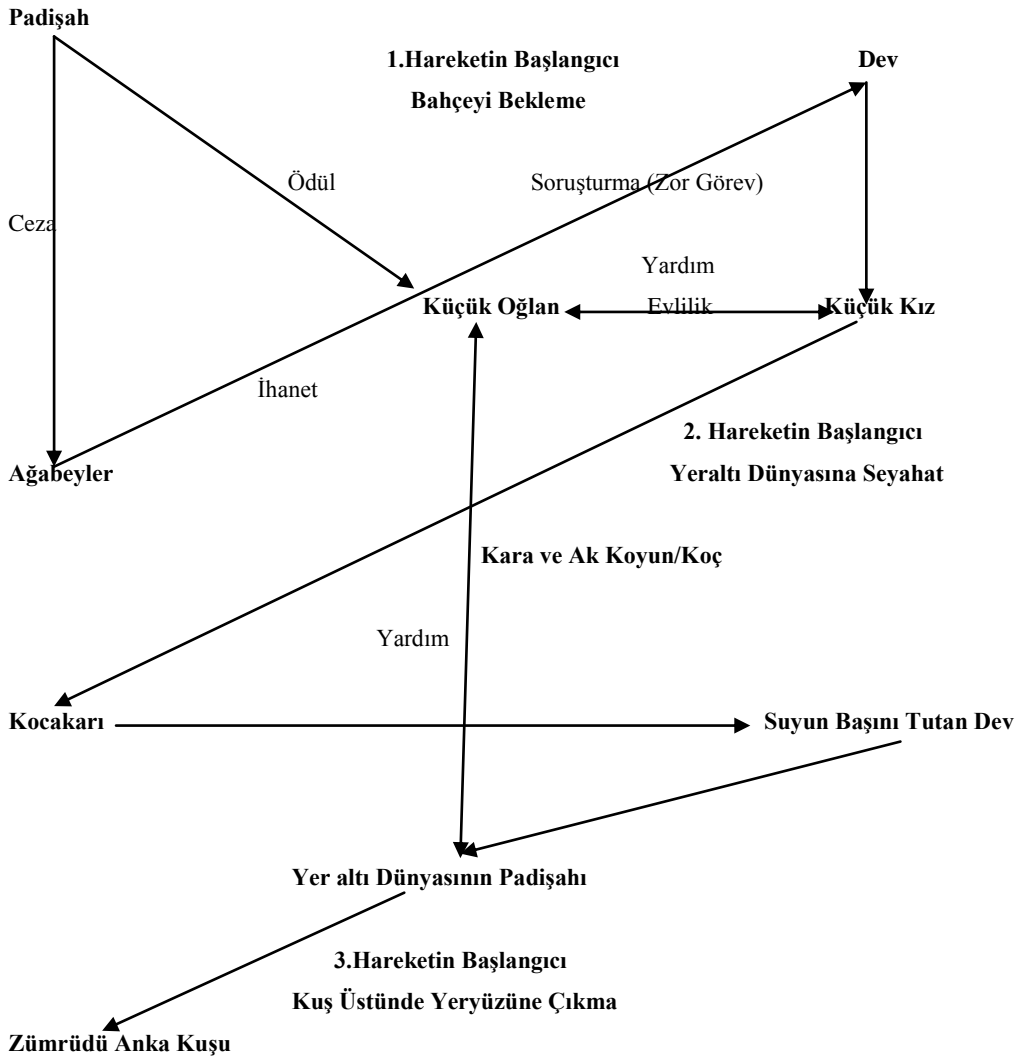 Padişah
1.Hareketin Başlangıcı
Bahçeyi Bekleme
Dev
Ödül
Soruşturma (Zor Görev)
Ceza
Yardım
Küçük Oğlan
Evlilik
Küçük Kız
İhanet
2. Hareketin Başlangıcı
Yeraltı Dünyasına Seyahat
Ağabeyler
Kara ve Ak Koyun/Koç
Yardım
Kocakarı
Suyun Başını Tutan Dev
Yer altı Dünyasının Padişahı
3.Hareketin Başlangıcı
Kuş Üstünde Yeryüzüne Çıkma
Zümrüdü Anka Kuşu